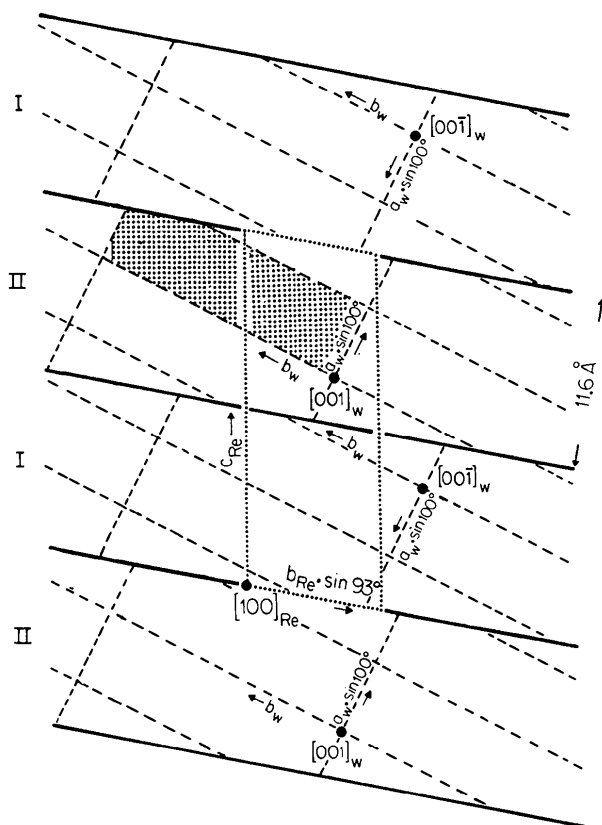 I
b_w
[001̄]_w
a_w·sin100°
II
a_w·sin100°
b_w
[001]_w
11.6 Å
c_Re
b_w
I
[001̄]_w
a_w·sin100°
b_Re·sin 93°
[100]_Re
II
a_w·sin100°
b_w
[001]_w